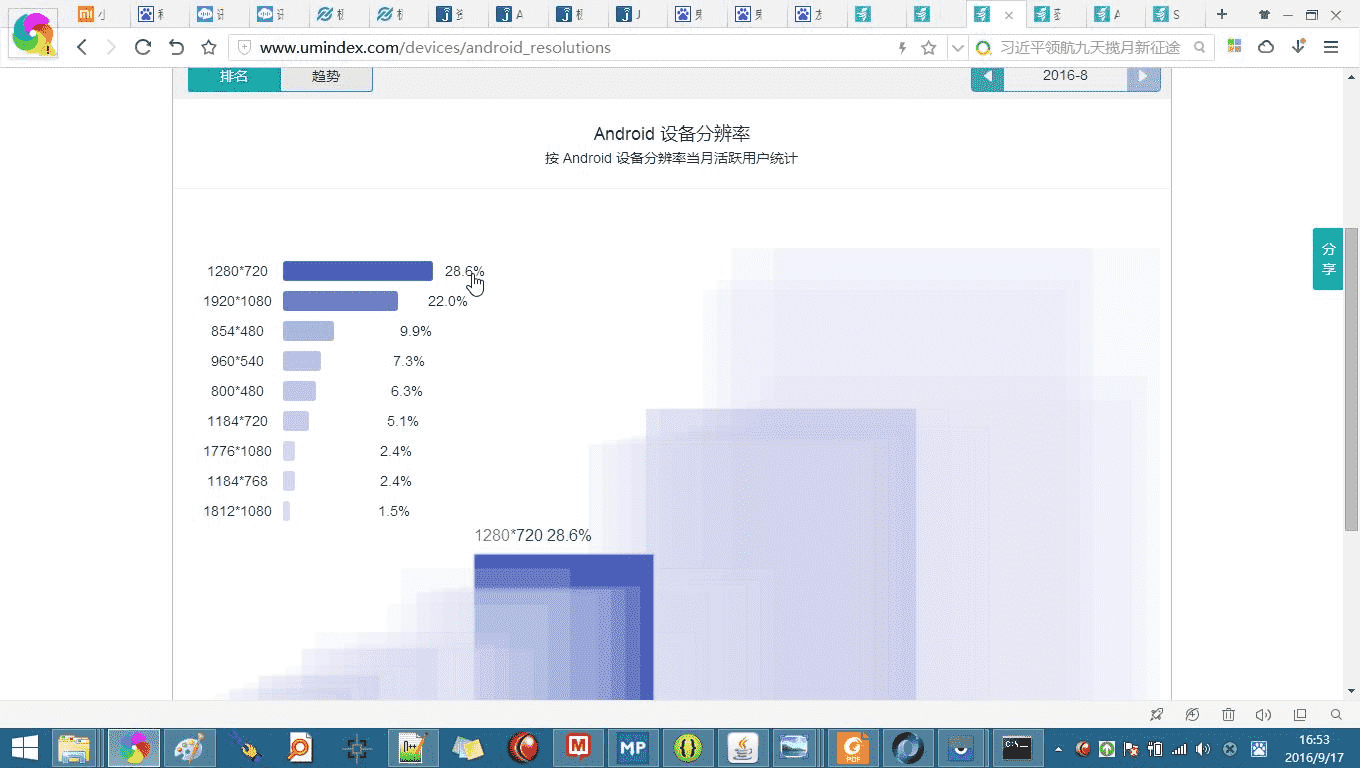 www.umindex.com/devices/android_resolutions
习近平领航九天揽月新征途
排名
趋势
2016-8
Android 设备分辨率
按 Android 设备分辨率当月活跃用户统计
1280*720 28.6%
1920*1080 22.0%
854*480 9.9%
960*540 7.3%
800*480 6.3%
1184*720 5.1%
1776*1080 2.4%
1184*768 2.4%
1812*1080 1.5%
1280*720 28.6%
分
享
16:53
2016/9/17